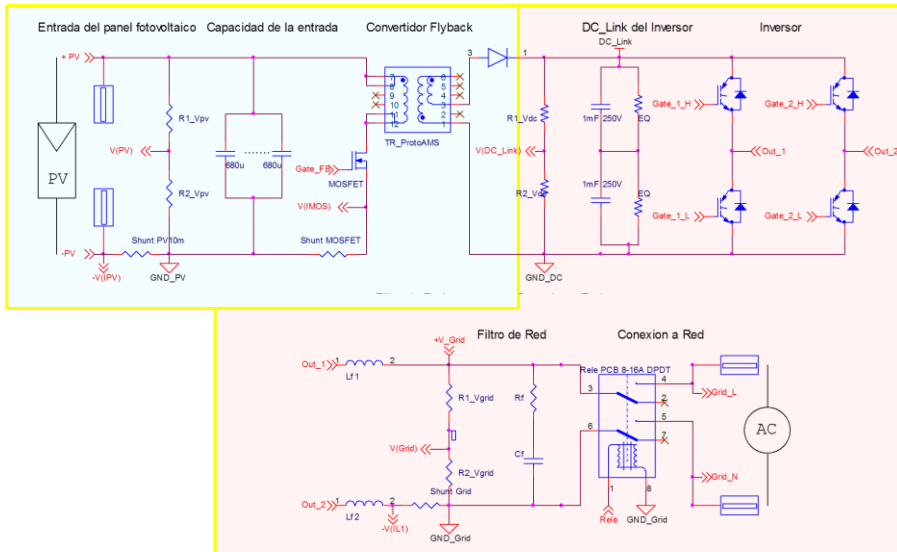 Entrada del panel fotovoltaico
Capacidad de la entrada
Convertidor Flyback
DC_Link del Inversor
Inversor
DC_Link
+PV
3
1
7
8
9
10
11
12
6
5
4
3
2
1
TR_ProtoAMS
R1_Vpv
V(PV)
PV
680u
680u
Gate_FB
MOSFET
V(IMOS)
R2_Vpv
Shunt PV10m
Shunt MOSFET
-PV
-V(IPV)
GND_PV
R1_Vdc
V(DC_Link)
1mF 250V
EQ
1mF 250V
EQ
GND_DC
Gate_1_H
Gate_2_H
Out_1
Out_2
Gate_1_L
Gate_2_L
Filtro de Red
Conexion a Red
+V_Grid
Out_1
1
2
Lf1
Rele PCB 8-16A DPDT
R1_Vgrid
Rf
3
4
2
Grid_L
V(Grid)
6
5
7
AC
R2_Vgrid
Cf
Grid_N
Shunt Grid
Out_2
1
2
Lf2
-V(IL1)
GND_Grid
1
8
Rele
GND_Grid